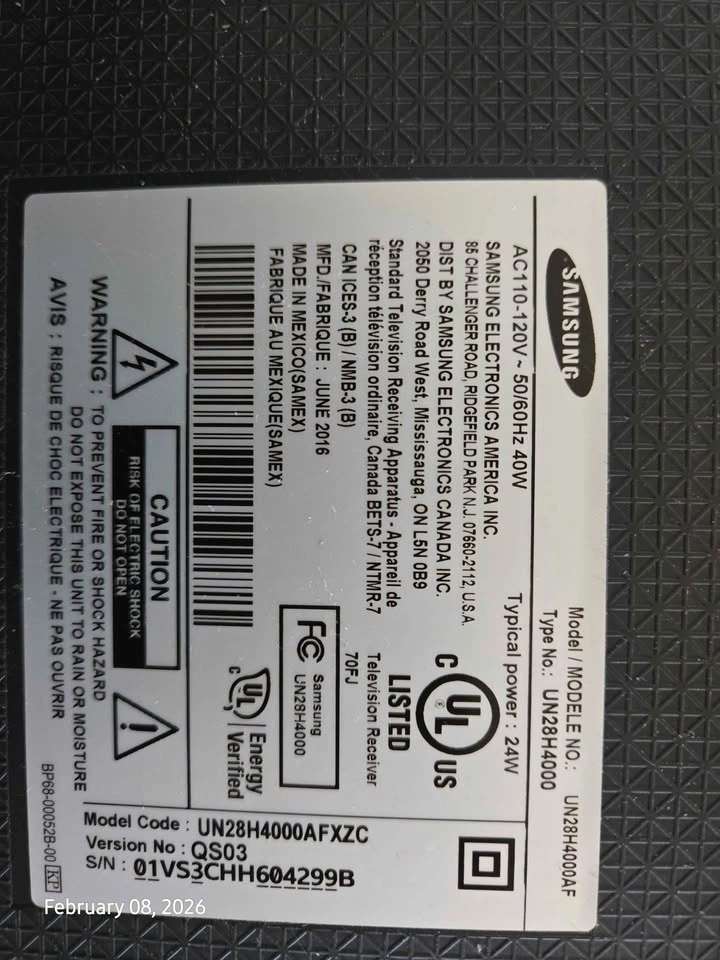 SAMSUNG
Model / MODELE NO.: UN28H4000AF
Type No.: UN28H4000
AC110-120V ~ 50/60Hz 40W
Typical power : 24W
SAMSUNG ELECTRONICS AMERICA INC.
85 CHALLENGER ROAD, RIDGEFIELD PARK N.J. 07660-2112, U.S.A.
DIST BY SAMSUNG ELECTRONICS CANADA INC.
2050 Derry Road West, Mississauga, ON L5N 0B9
Standard Television Receiving Apparatus - Appareil de
réception télévision ordinaire, Canada BETS-7 / NTMR-7
CAN ICES-3 (B) / NMB-3 (B)
MFD./FABRIQUE : JUNE 2016
MADE IN MEXICO(SAMEX)
FABRIQUE AU MEXIQUE(SAMEX)
C UL US
®
LISTED
Television Receiver
70FJ
FC
Samsung
UN28H4000
C UL
Energy
Verified
CAUTION
RISK OF ELECTRIC SHOCK
DO NOT OPEN
WARNING : TO PREVENT FIRE OR SHOCK HAZARD
DO NOT EXPOSE THIS UNIT TO RAIN OR MOISTURE
AVIS : RISQUE DE CHOC ELECTRIQUE - NE PAS OUVRIR
BP68-00052B-00 KP
Model Code : UN28H4000AFXZC
Version No : QS03
S/N : 01VS3CHH604299B
February 08, 2026